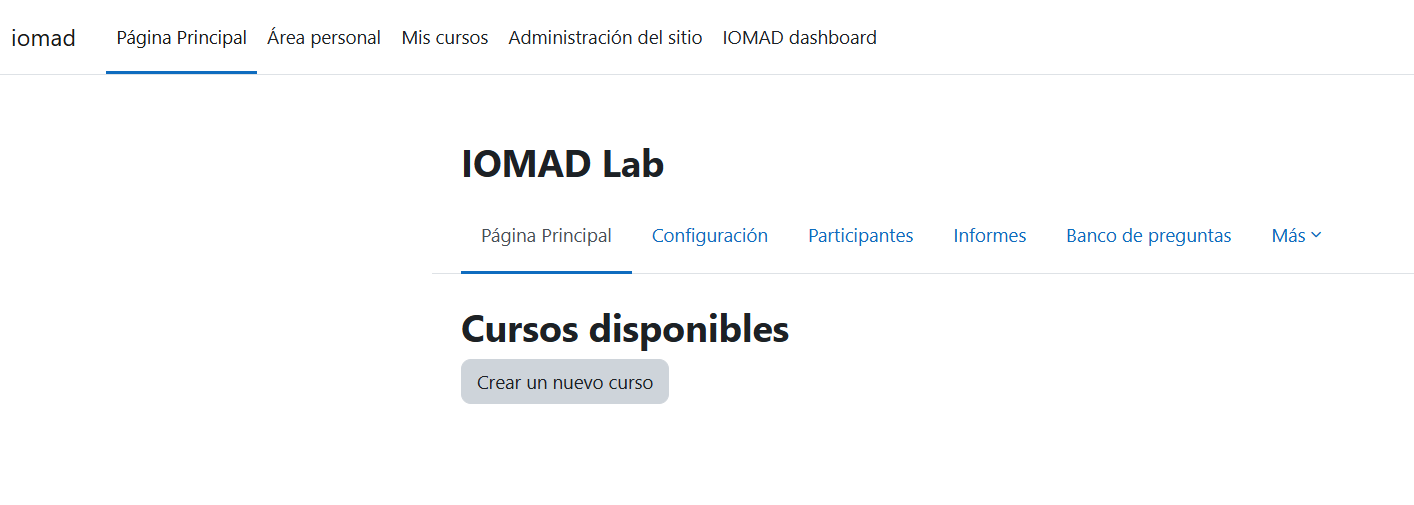 iomad Página Principal Área personal Mis cursos Administración del sitio IOMAD dashboard
IOMAD Lab
Página Principal Configuración Participantes Informes Banco de preguntas Más
Cursos disponibles
Crear un nuevo curso